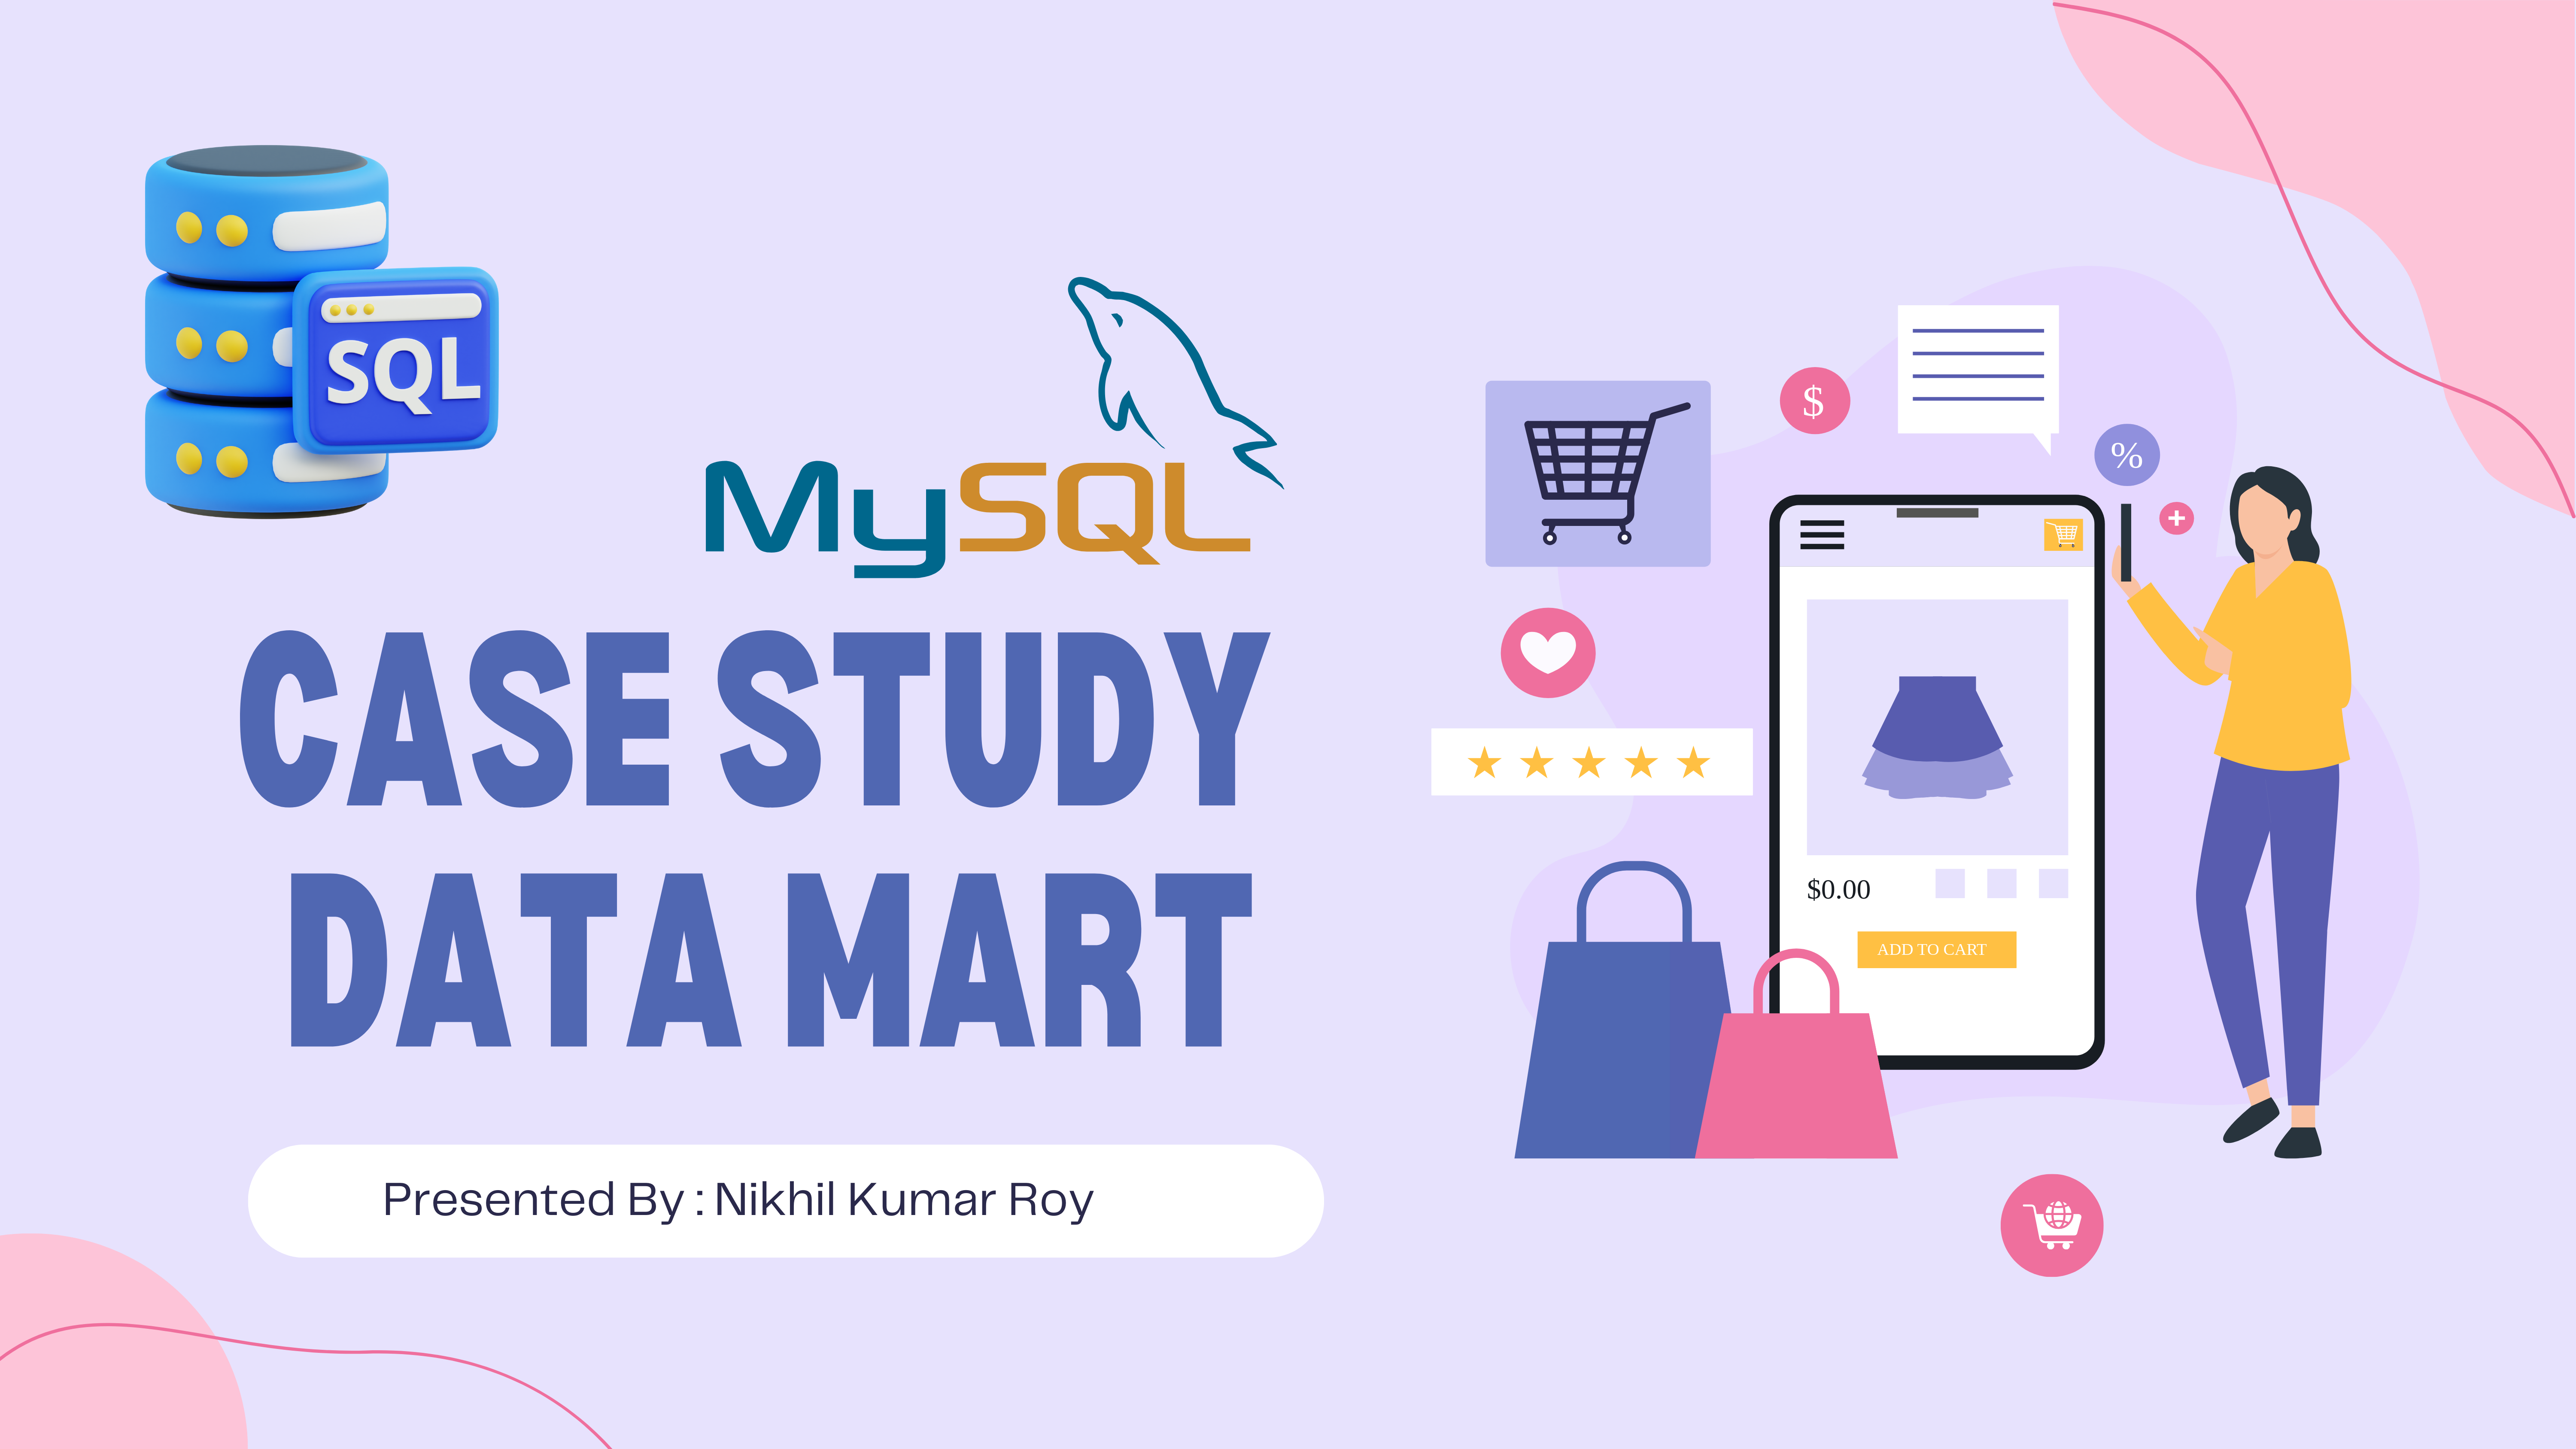 SQL
MySQL
CASE STUDY
DATA MART
Presented By : Nikhil Kumar Roy
$
%
+
$0.00
ADD TO CART